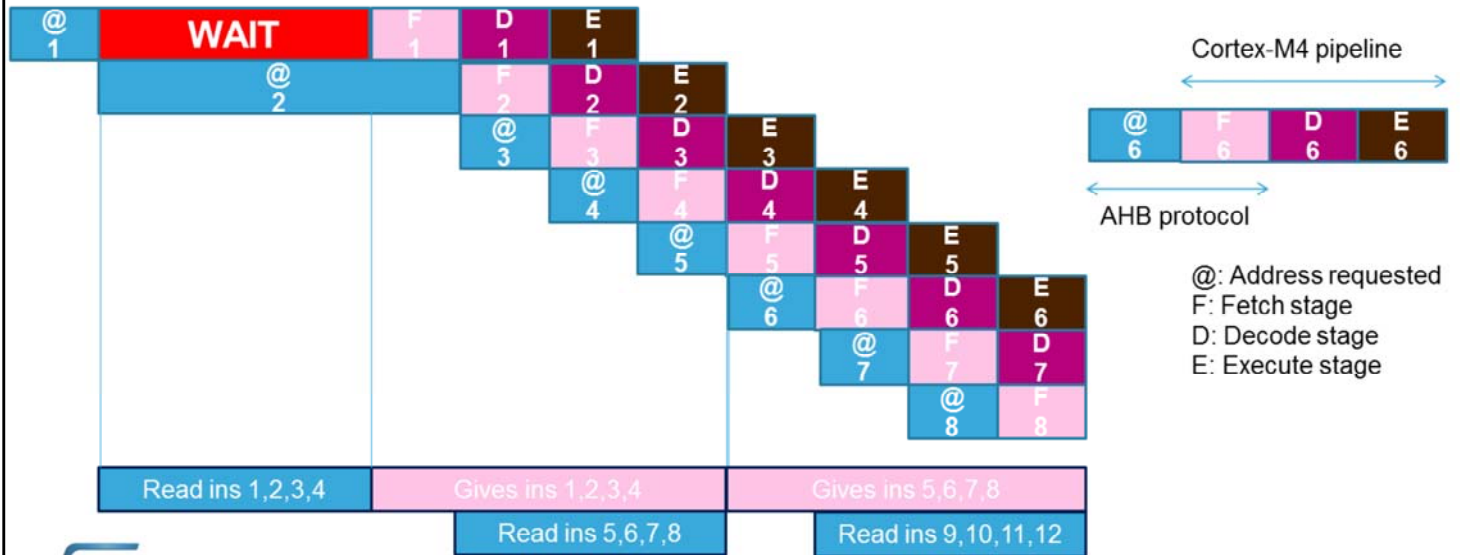 @ WAIT F D E
1 1 1 1
@ F D E
2 2 2 2
@ F D E
3 3 3 3
@ F D E
4 4 4 4
@ F D E
5 5 5 5
@ F D E
6 6 6 6
@ F D
7 7 7
@ F
8 8
Read ins 1,2,3,4 Gives ins 1,2,3,4 Gives ins 5,6,7,8
Read ins 5,6,7,8 Read ins 9,10,11,12
Cortex-M4 pipeline
@ F D E
6 6 6 6
AHB protocol
@: Address requested
F: Fetch stage
D: Decode stage
E: Execute stage